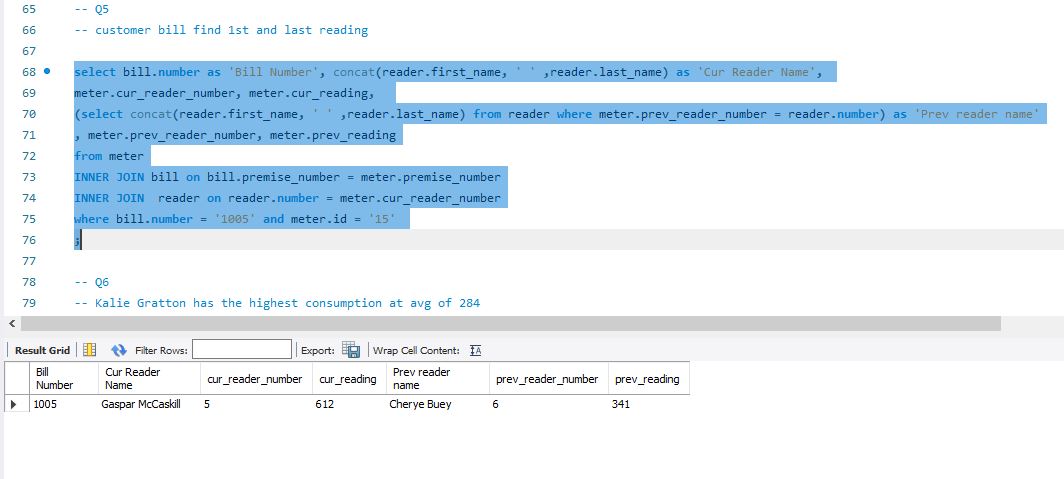 65 -- Q5
66 -- customer bill find 1st and last reading
67
68 select bill.number as 'Bill Number', concat(reader.first_name, ' ' ,reader.last_name) as 'Cur Reader Name',
69 meter.cur_reader_number, meter.cur_reading,
70 (select concat(reader.first_name, ' ' ,reader.last_name) from reader where meter.prev_reader_number = reader.number) as 'Prev reader name'
71 , meter.prev_reader_number, meter.prev_reading
72 from meter
73 INNER JOIN bill on bill.premise_number = meter.premise_number
74 INNER JOIN  reader on reader.number = meter.cur_reader_number
75 where bill.number = '1005' and meter.id = '15'
76 ;
77
78 -- Q6
79 -- Kalie Gratton has the highest consumption at avg of 284
Result Grid Filter Rows: Export: Wrap Cell Content: IA
Bill Number Cur Reader Name cur_reader_number cur_reading Prev reader name prev_reader_number prev_reading
1005 Gaspar McCaskill 5 612 Cherye Buey 6 341